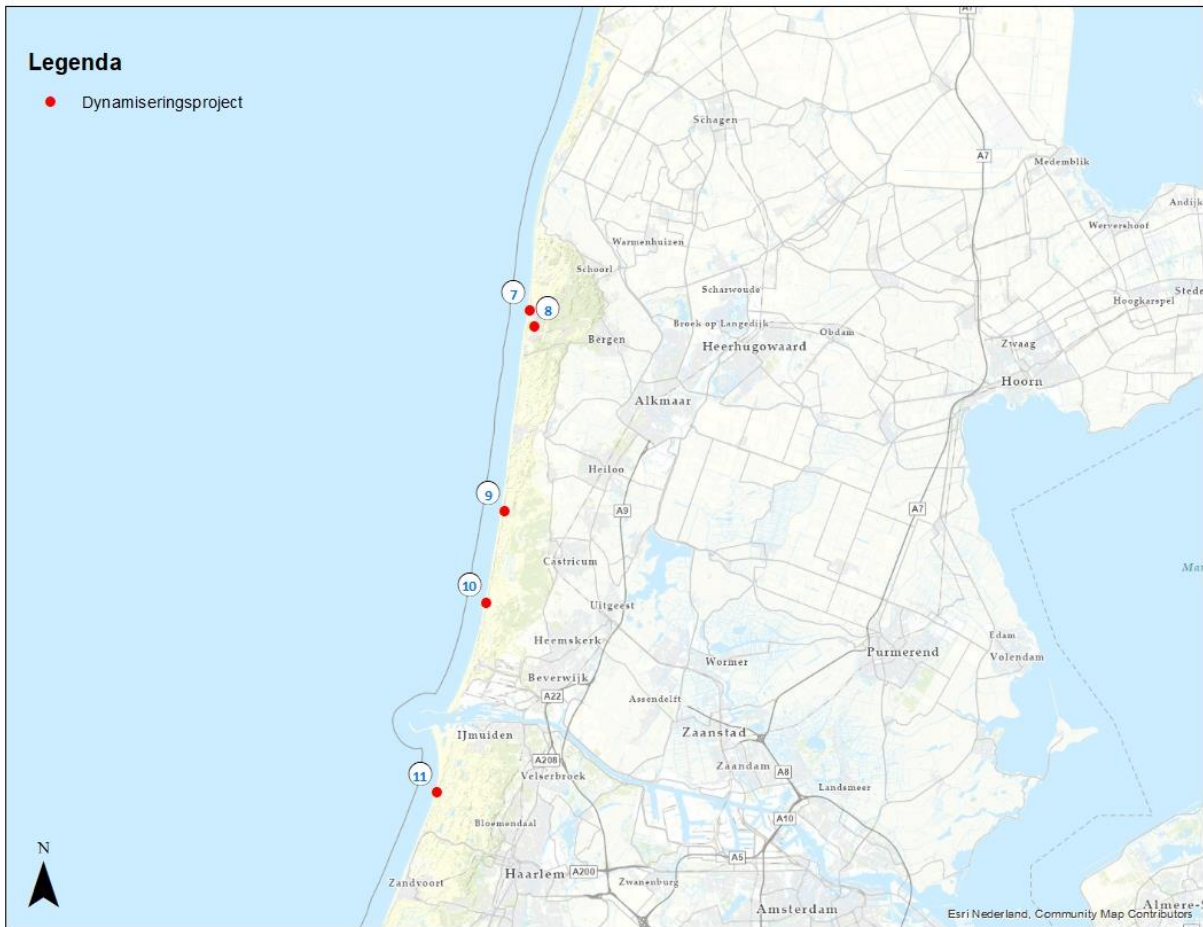 Legenda
Dynamiseringsproject
A7
Schagen
A7
Medemblik
Andijk
Wervershoof
Warmenhuizen
Schoorl
Scharwoude
Hoogkarspel
Stede
7
8
Broek op Langedijk
Obdam
Bergen
Heerhugowaard
Zwaag
Hoorn
Alkmaar
Heiloo
9
A9
A7
Castricum
Mar
10
Uitgeest
Heemskerk
Edam
Purmerend
Volendam
Wormer
Beverwijk
A22
Assendelft
IJmuiden
Zaanstad
A208
Zaandam
A8
11
Velserbroek
Landsmeer
Bloemendaal
A10
N
A5
Haarlem
A200
Zandvoort
Zwanenburg
Amsterdam
Almere-S
Esri Nederland, Community Map Contributors